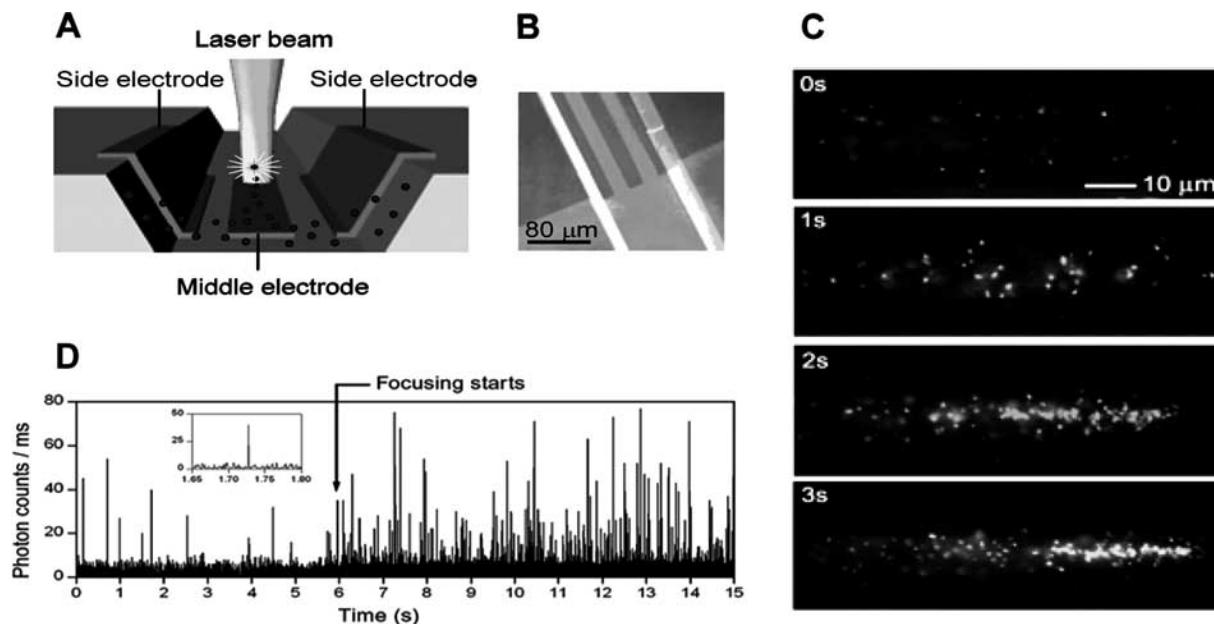 A
Laser beam
Side electrode
Side electrode
Middle electrode
B
80 μm
C
0s
10 μm
1s
2s
3s
D
Focusing starts
80
60
40
20
0
50
25
0
1.65 1.70 1.75 1.80
Photon counts / ms
0 1 2 3 4 5 6 7 8 9 10 11 12 13 14 15
Time (s)